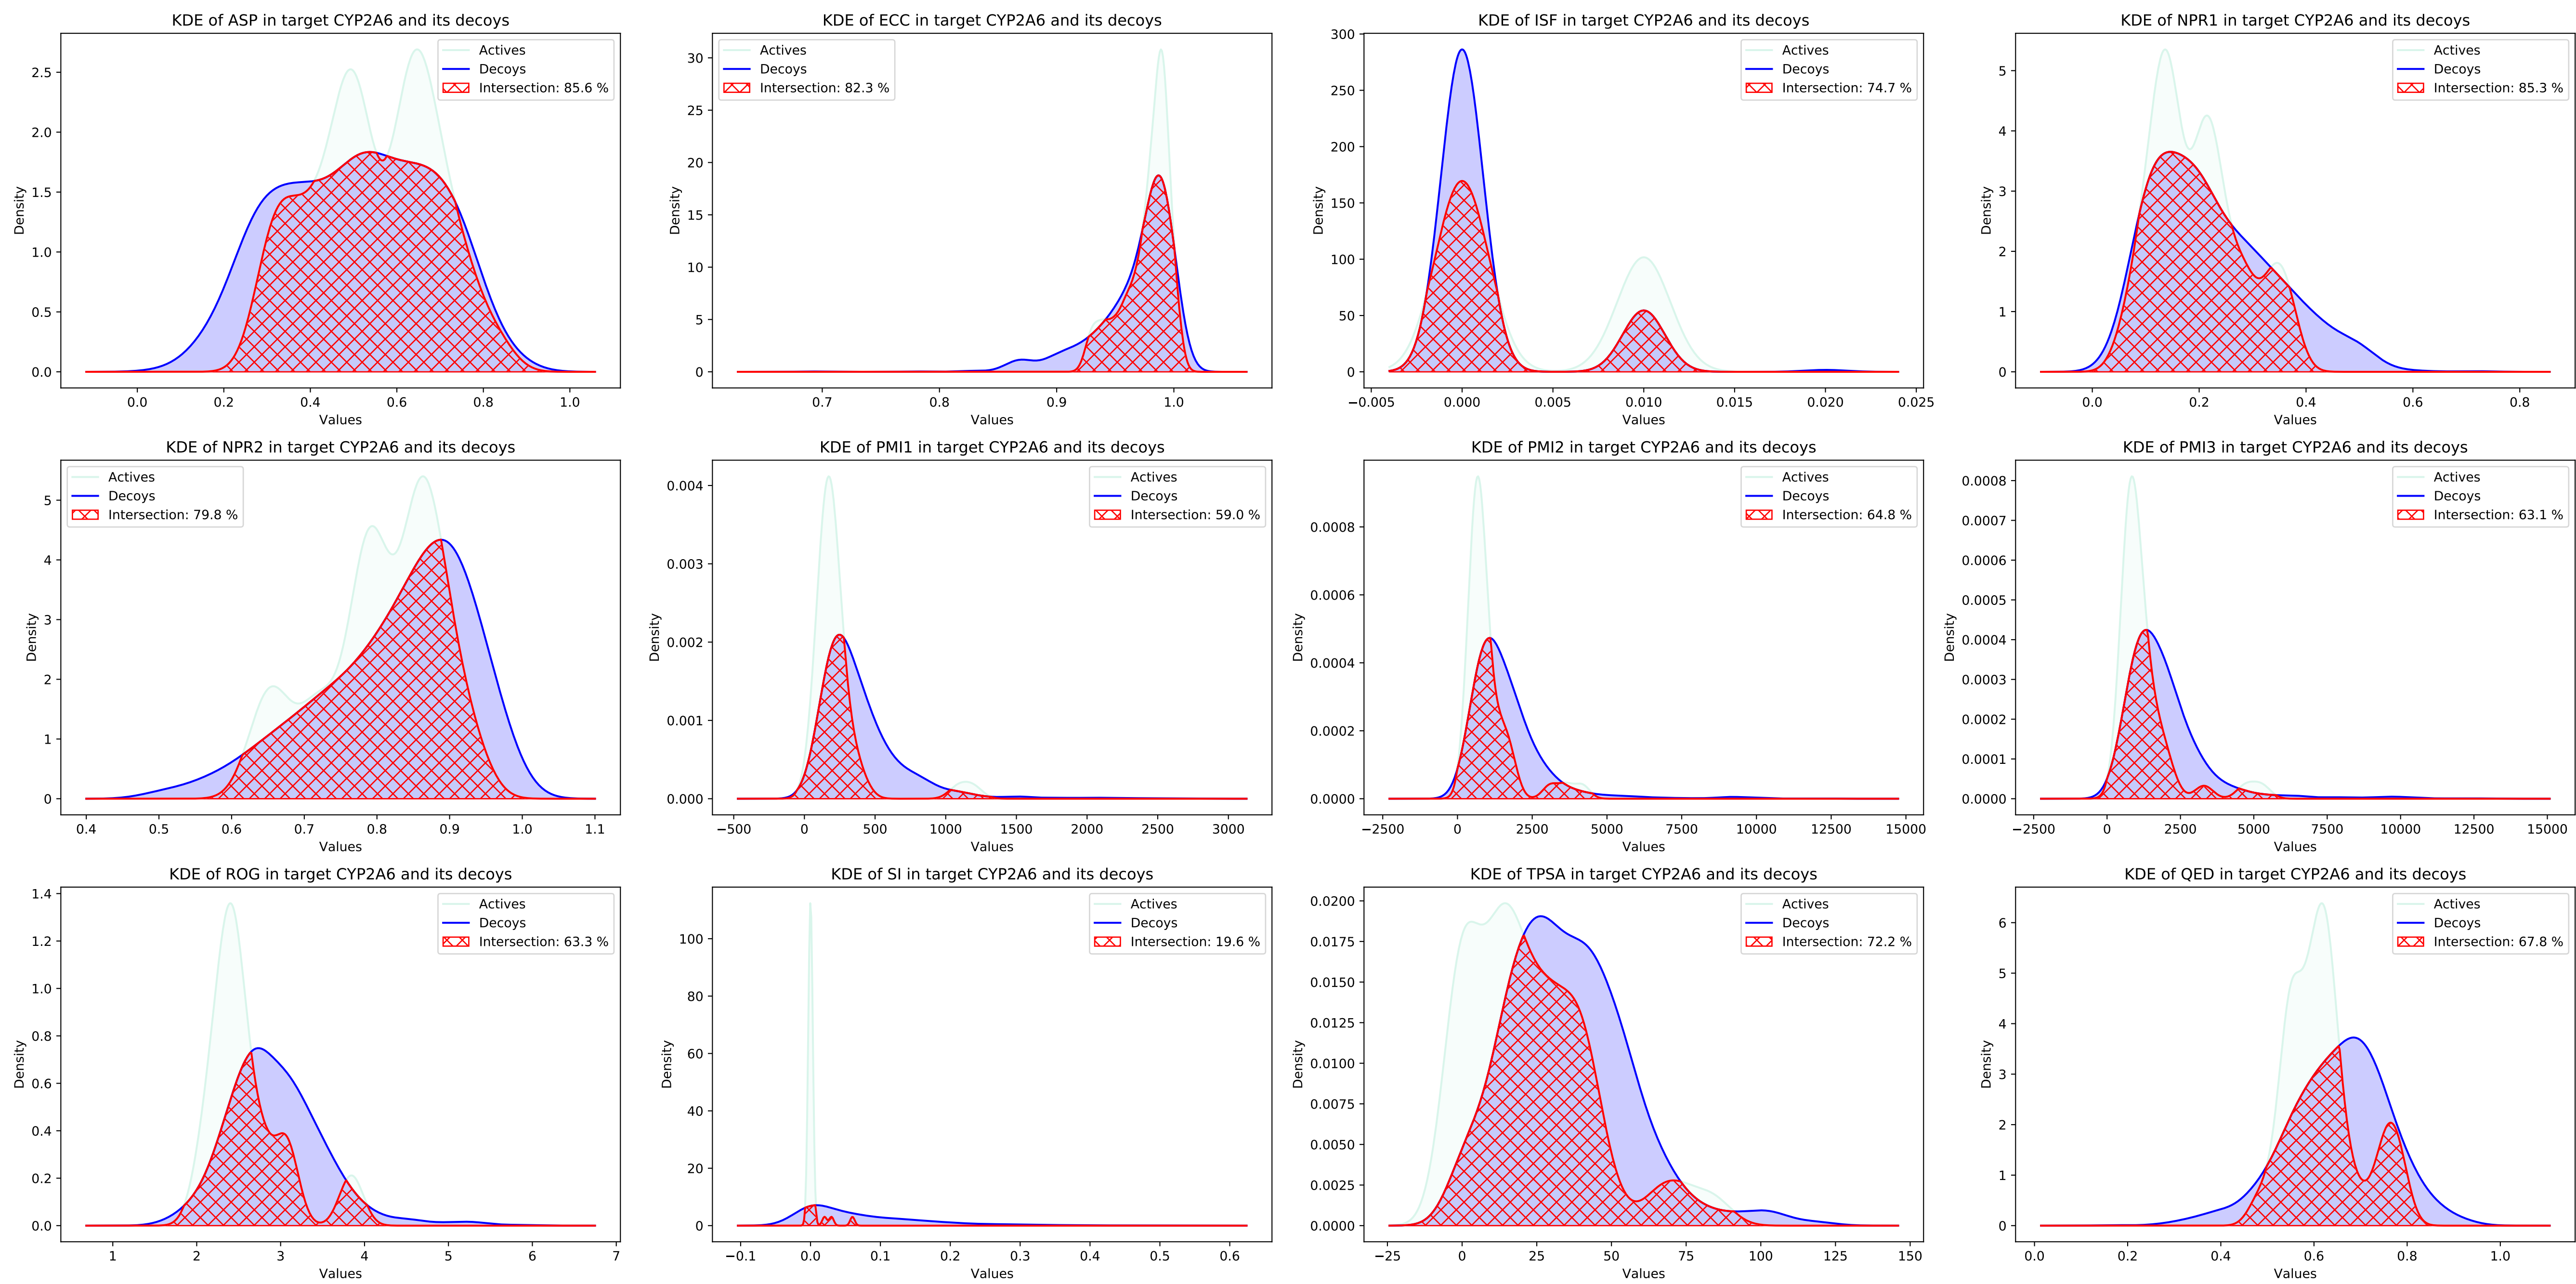 KDE of ASP in target CYP2A6 and its decoys
Actives
Decoys
Intersection: 85.6 %
Density
2.5
2.0
1.5
1.0
0.5
0.0
0.0 0.2 0.4 0.6 0.8 1.0
Values
KDE of ECC in target CYP2A6 and its decoys
Actives
Decoys
Intersection: 82.3 %
Density
30
25
20
15
10
5
0
0.7 0.8 0.9 1.0
Values
KDE of ISF in target CYP2A6 and its decoys
Actives
Decoys
Intersection: 74.7 %
Density
300
250
200
150
100
50
0
−0.005 0.000 0.005 0.010 0.015 0.020 0.025
Values
KDE of NPR1 in target CYP2A6 and its decoys
Actives
Decoys
Intersection: 85.3 %
Density
5
4
3
2
1
0
0.0 0.2 0.4 0.6 0.8
Values
KDE of NPR2 in target CYP2A6 and its decoys
Actives
Decoys
Intersection: 79.8 %
Density
5
4
3
2
1
0
0.4 0.5 0.6 0.7 0.8 0.9 1.0 1.1
Values
KDE of PMI1 in target CYP2A6 and its decoys
Actives
Decoys
Intersection: 59.0 %
Density
0.004
0.003
0.002
0.001
0.000
−500 0 500 1000 1500 2000 2500 3000
Values
KDE of PMI2 in target CYP2A6 and its decoys
Actives
Decoys
Intersection: 64.8 %
Density
0.0008
0.0006
0.0004
0.0002
0.0000
−2500 0 2500 5000 7500 10000 12500 15000
Values
KDE of PMI3 in target CYP2A6 and its decoys
Actives
Decoys
Intersection: 63.1 %
Density
0.0008
0.0007
0.0006
0.0005
0.0004
0.0003
0.0002
0.0001
0.0000
−2500 0 2500 5000 7500 10000 12500 15000
Values
KDE of ROG in target CYP2A6 and its decoys
Actives
Decoys
Intersection: 63.3 %
Density
1.4
1.2
1.0
0.8
0.6
0.4
0.2
0.0
1 2 3 4 5 6 7
Values
KDE of SI in target CYP2A6 and its decoys
Actives
Decoys
Intersection: 19.6 %
Density
100
80
60
40
20
0
−0.1 0.0 0.1 0.2 0.3 0.4 0.5 0.6
Values
KDE of TPSA in target CYP2A6 and its decoys
Actives
Decoys
Intersection: 72.2 %
Density
0.0200
0.0175
0.0150
0.0125
0.0100
0.0075
0.0050
0.0025
0.0000
−25 0 25 50 75 100 125 150
Values
KDE of QED in target CYP2A6 and its decoys
Actives
Decoys
Intersection: 67.8 %
Density
6
5
4
3
2
1
0
0.0 0.2 0.4 0.6 0.8 1.0
Values